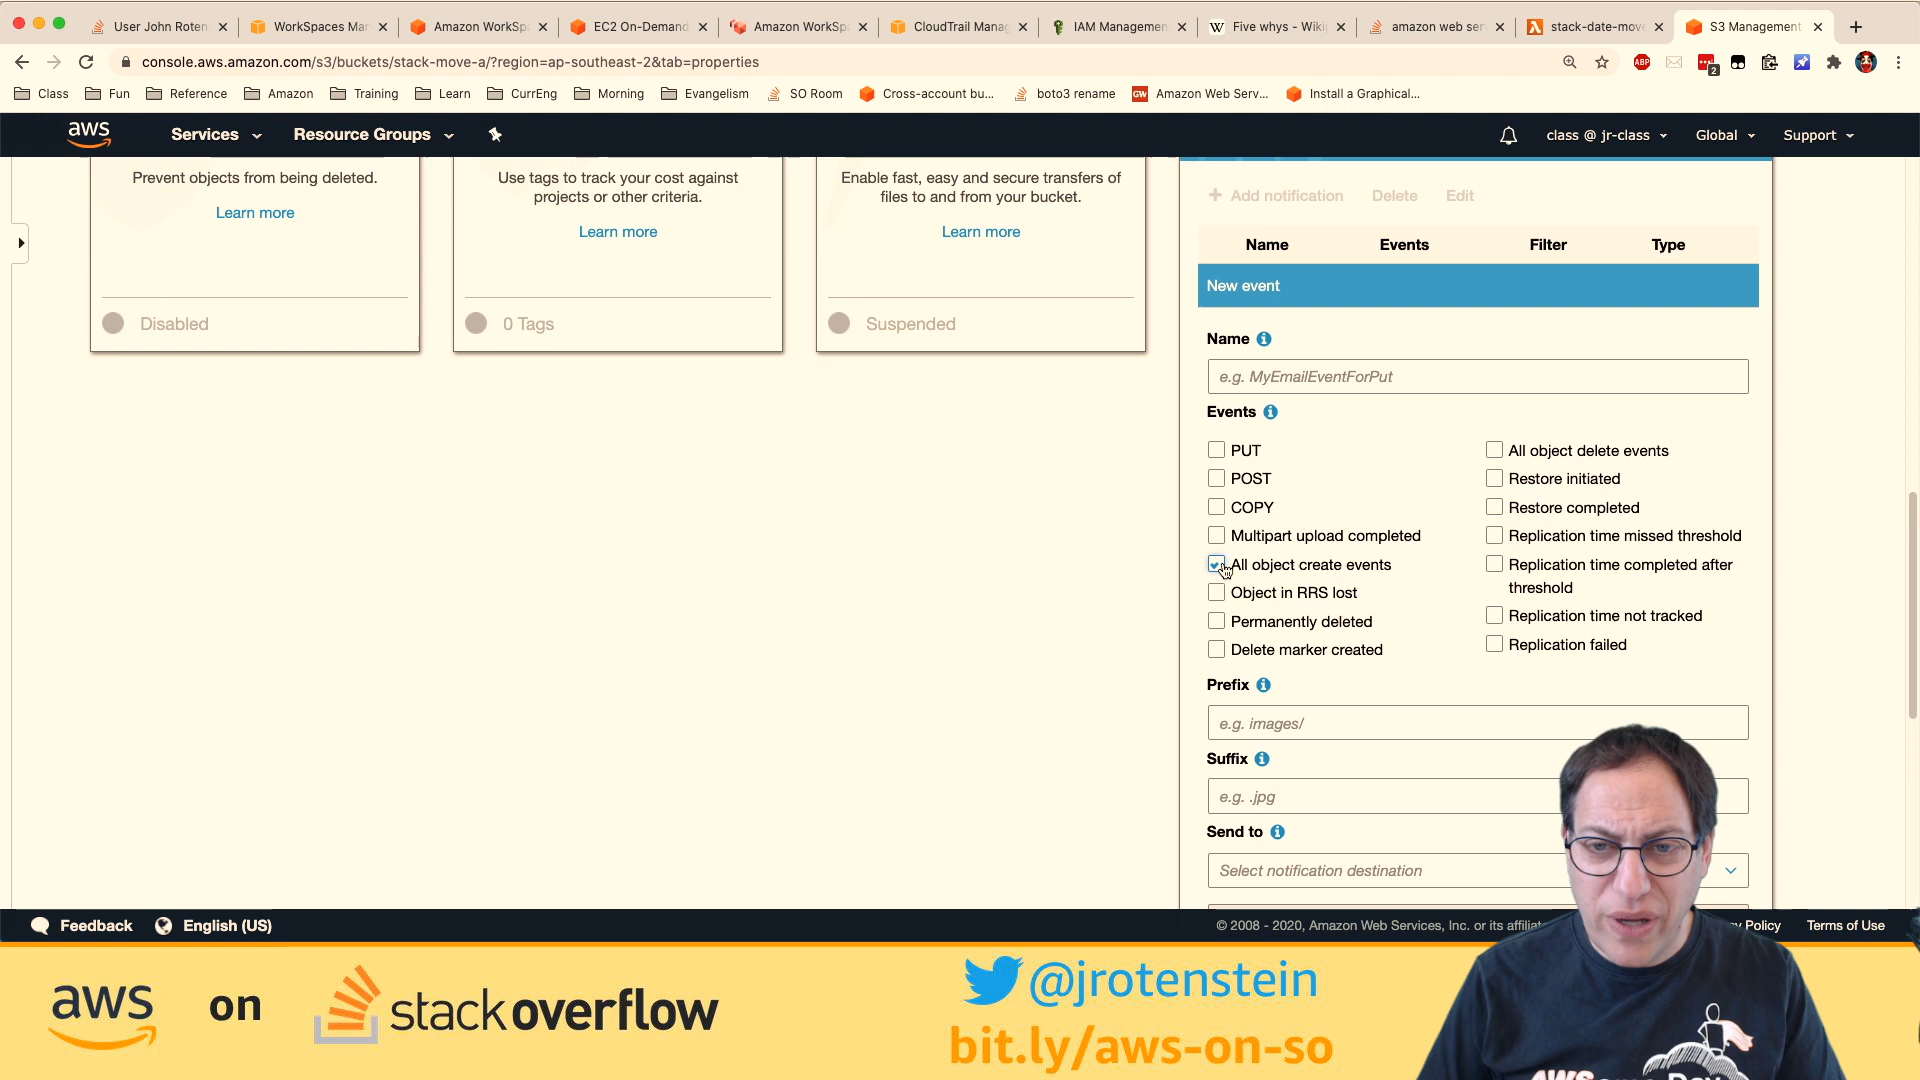 User John Roten
WorkSpaces Man
Amazon WorkSp
EC2 On-Demand
Amazon WorkSp
CloudTrail Manag
IAM Management
Five whys - Wiki
amazon web serv
stack-date-move
S3 Management
console.aws.amazon.com/s3/buckets/stack-move-a/?region=ap-southeast-2&tab=properties
ABP
2
Class
Fun
Reference
Amazon
Training
Learn
CurrEng
Morning
Evangelism
SO Room
Cross-account bu...
boto3 rename
GW
Amazon Web Serv...
Install a Graphical...
aws
Services
Resource Groups
class @ jr-class
Global
Support
Prevent objects from being deleted.
Learn more
Disabled
Use tags to track your cost against
projects or other criteria.
Learn more
0 Tags
Enable fast, easy and secure transfers of
files to and from your bucket.
Learn more
Suspended
+ Add notification
Delete
Edit
Name
Events
Filter
Type
New event
Name
e.g. MyEmailEventForPut
Events
PUT
POST
COPY
Multipart upload completed
All object create events
Object in RRS lost
Permanently deleted
Delete marker created
All object delete events
Restore initiated
Restore completed
Replication time missed threshold
Replication time completed after
threshold
Replication time not tracked
Replication failed
Prefix
e.g. images/
Suffix
e.g. .jpg
Send to
Select notification destination
Feedback
English (US)
© 2008 - 2020, Amazon Web Services, Inc. or its affiliat
y Policy
Terms of Use
aws on stackoverflow
@jrotenstein
bit.ly/aws-on-so